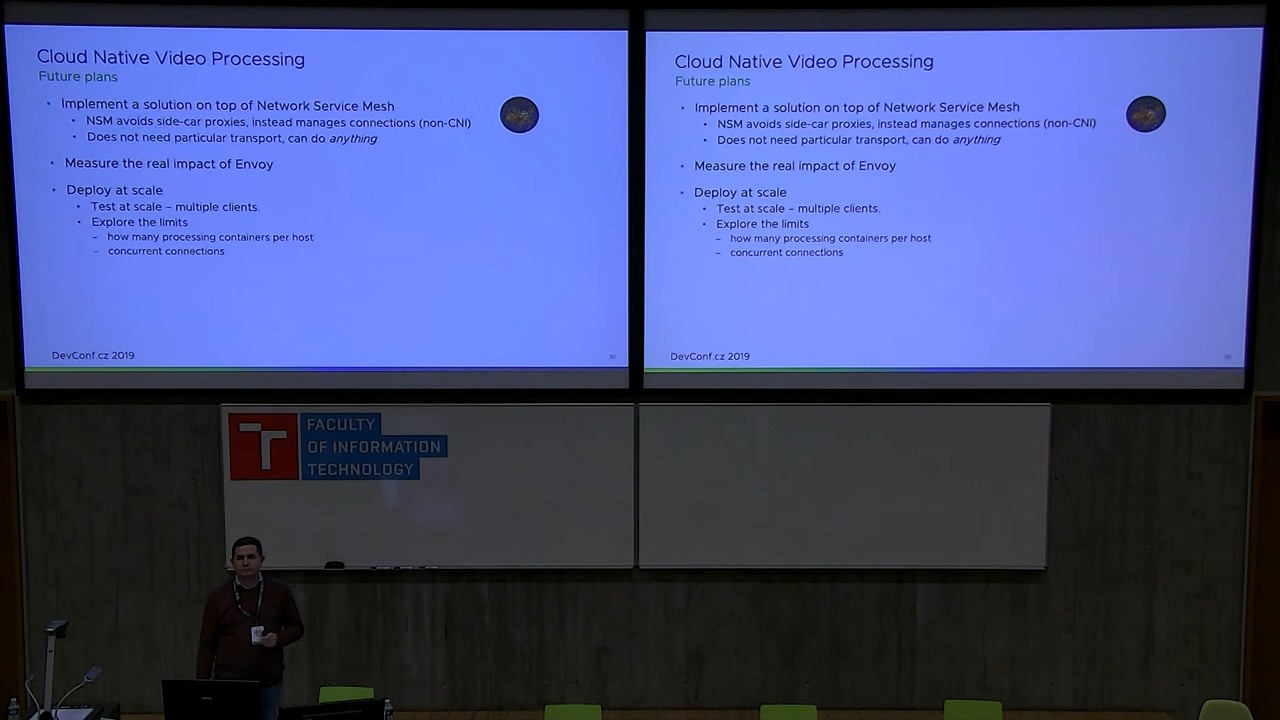 Cloud Native Video Processing
Future plans
• Implement a solution on top of Network Service Mesh
• NSM avoids side-car proxies, instead manages connections (non-CNI)
• Does not need particular transport, can do anything
• Measure the real impact of Envoy
• Deploy at scale
• Test at scale – multiple clients.
• Explore the limits
– how many processing containers per host
– concurrent connections
DevConf.cz 2019
30
Cloud Native Video Processing
Future plans
• Implement a solution on top of Network Service Mesh
• NSM avoids side-car proxies, instead manages connections (non-CNI)
• Does not need particular transport, can do anything
• Measure the real impact of Envoy
• Deploy at scale
• Test at scale – multiple clients.
• Explore the limits
– how many processing containers per host
– concurrent connections
DevConf.cz 2019
30
FACULTY
OF INFORMATION
TECHNOLOGY